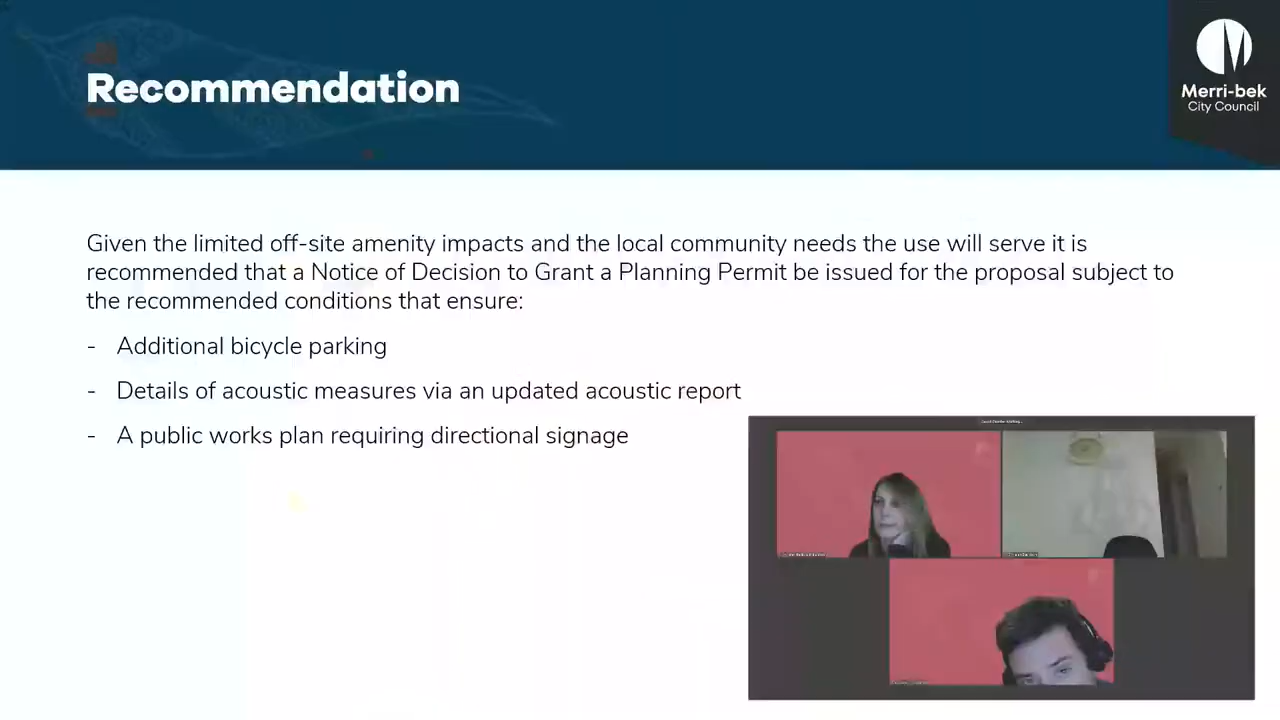 Recommendation
Merri-bek
City Council
Given the limited off-site amenity impacts and the local community needs the use will serve it is
recommended that a Notice of Decision to Grant a Planning Permit be issued for the proposal subject to
the recommended conditions that ensure:
- Additional bicycle parking
- Details of acoustic measures via an updated acoustic report
- A public works plan requiring directional signage